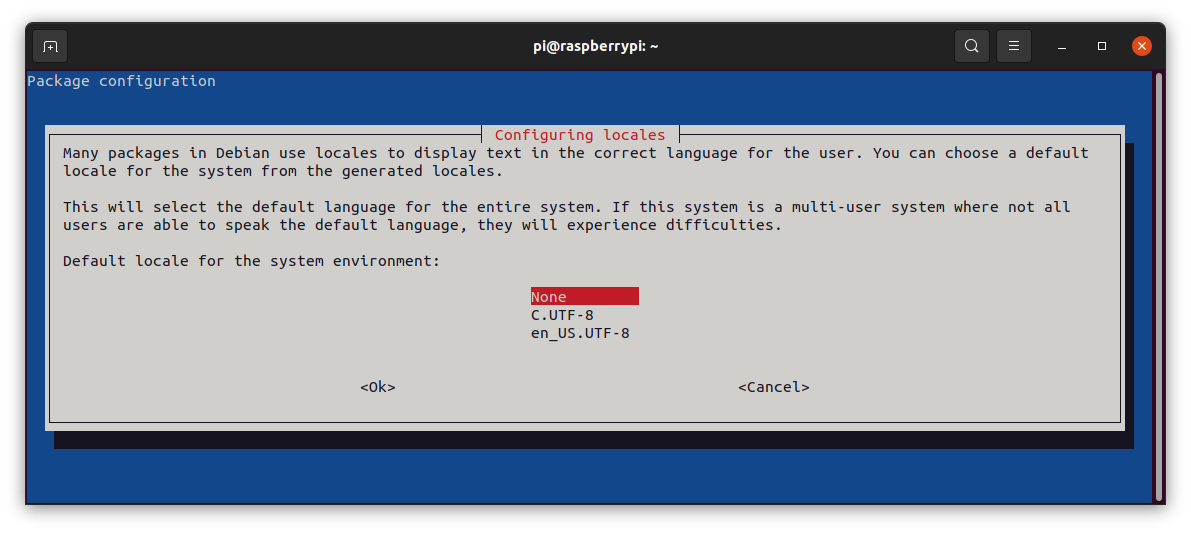 pi@raspberrypi: ~
Package configuration
Configuring locales
Many packages in Debian use locales to display text in the correct language for the user. You can choose a default
locale for the system from the generated locales.
This will select the default language for the entire system. If this system is a multi-user system where not all
users are able to speak the default language, they will experience difficulties.
Default locale for the system environment:
None
C.UTF-8
en_US.UTF-8
<Ok> <Cancel>